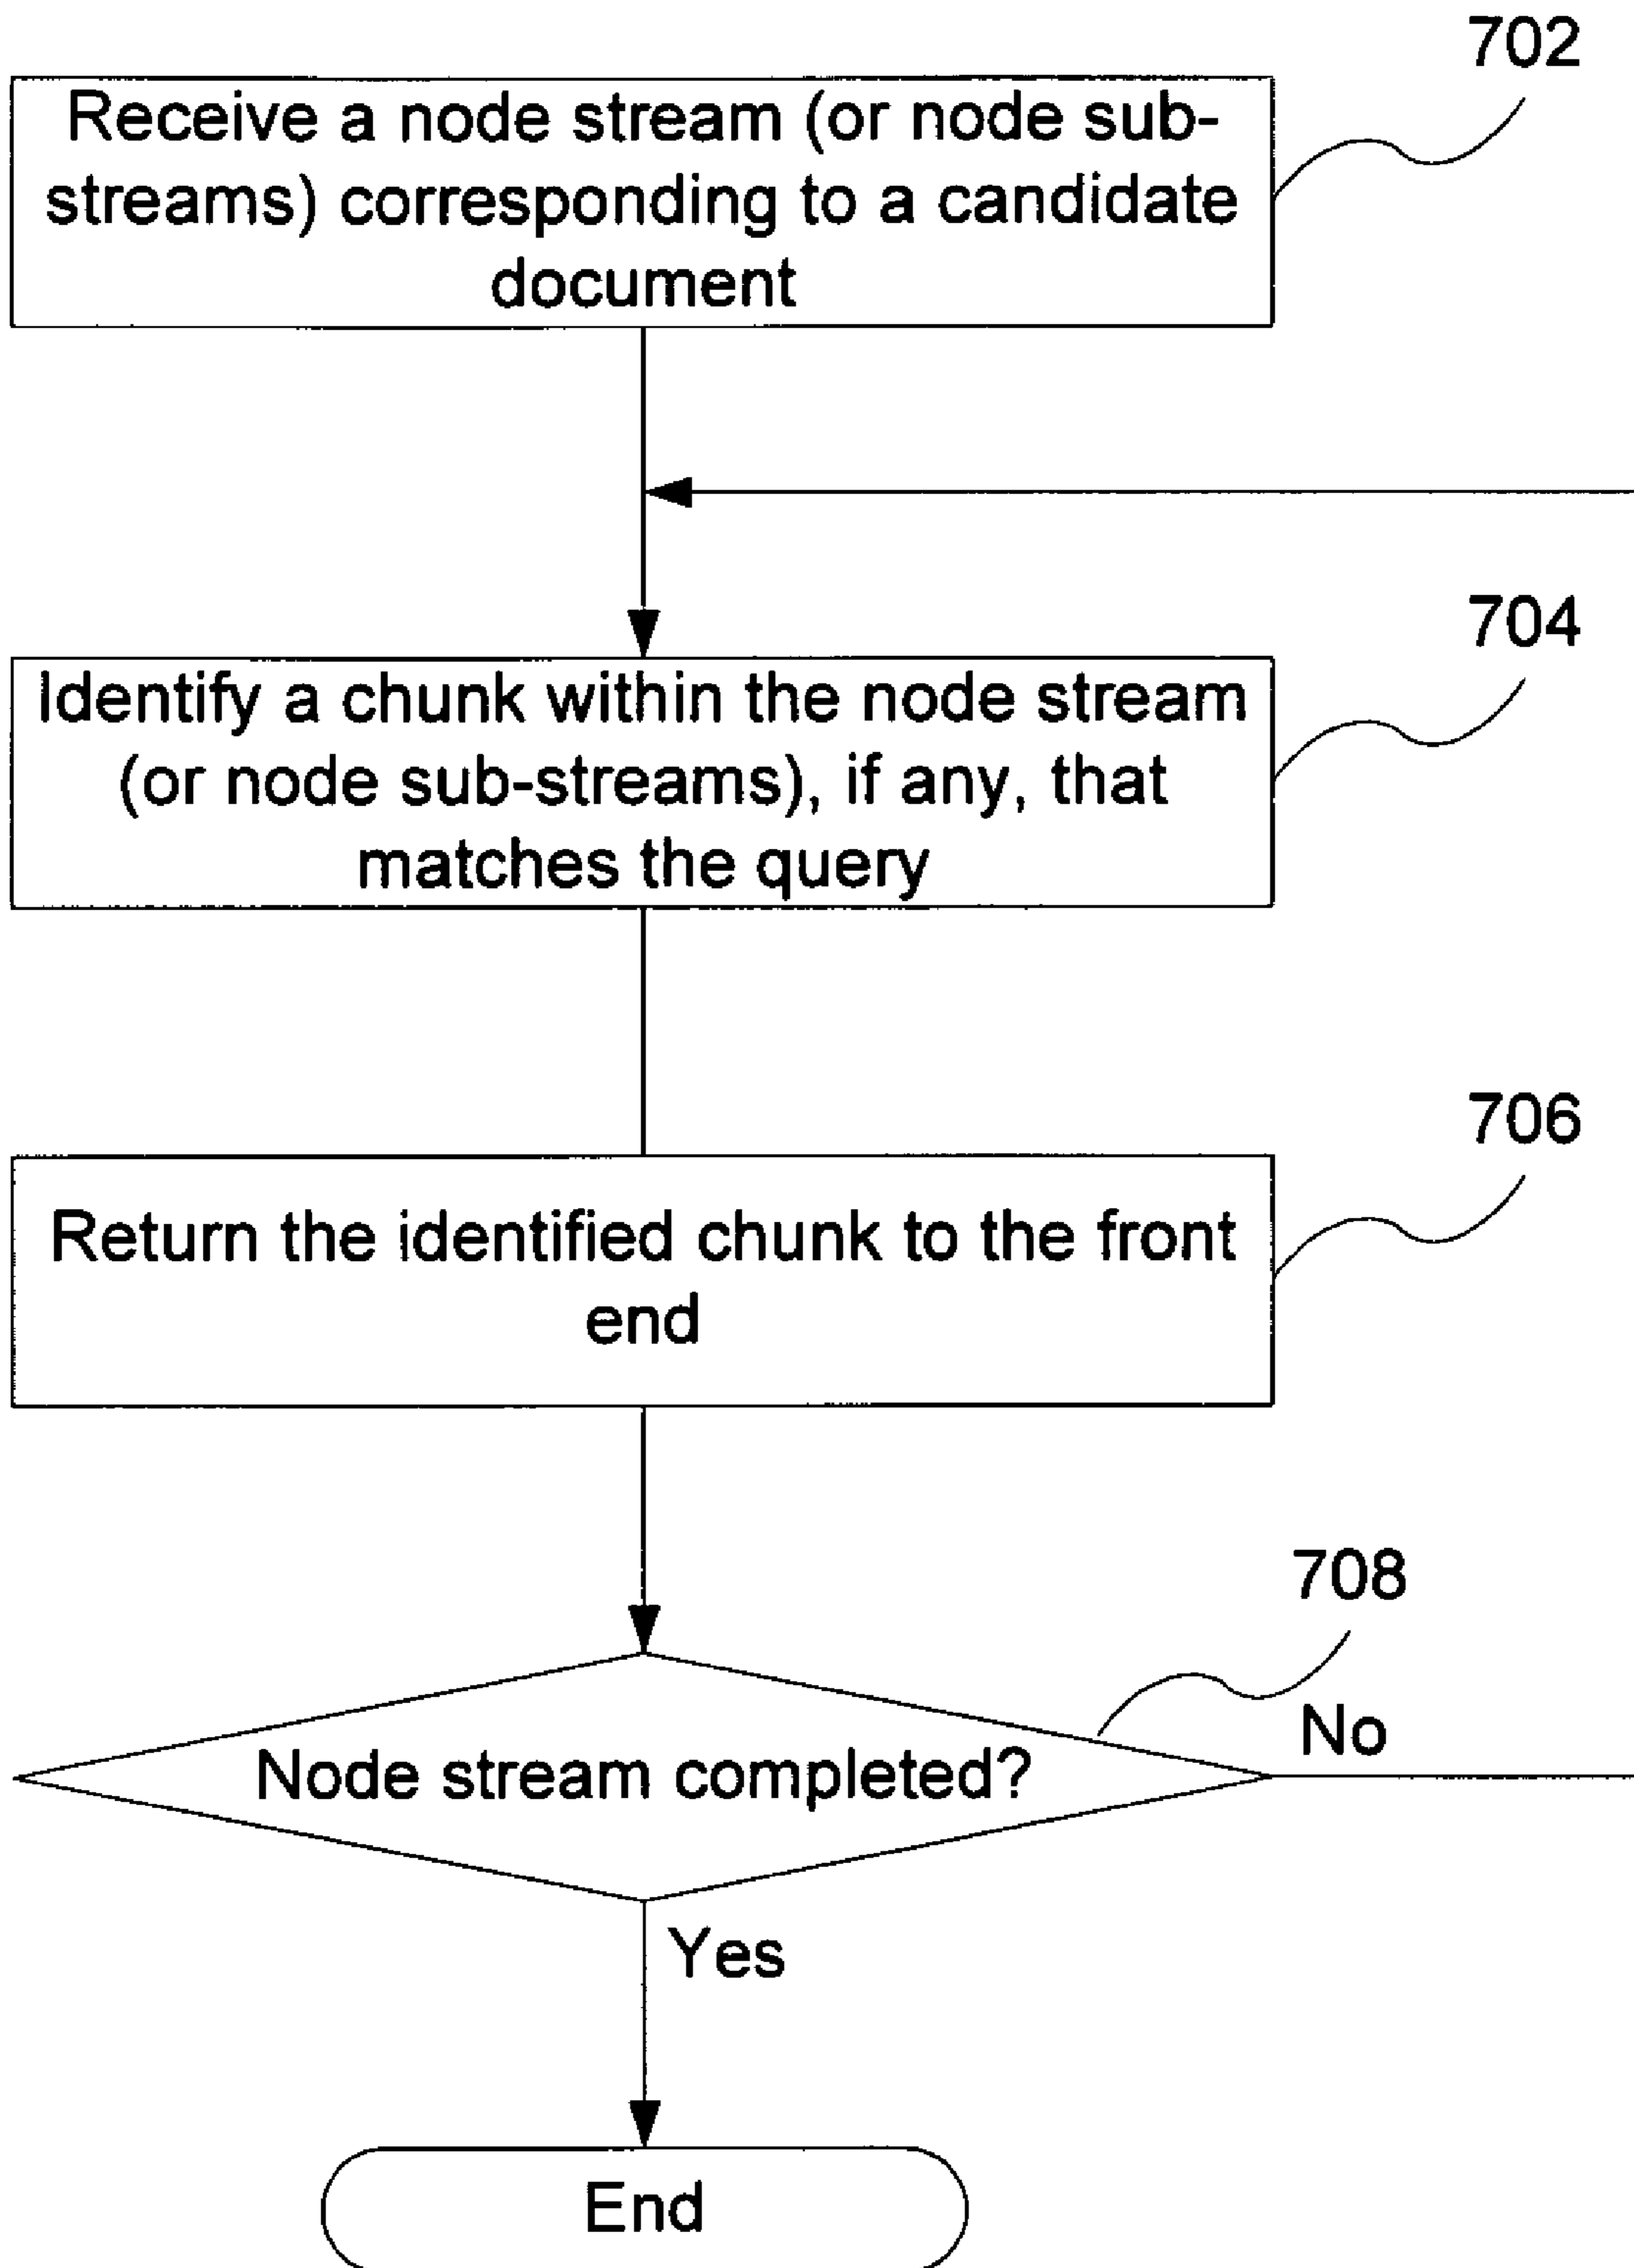 702
Receive a node stream (or node sub-
streams) corresponding to a candidate
document
704
Identify a chunk within the node stream
(or node sub-streams), if any, that
matches the query
706
Return the identified chunk to the front
end
708
Node stream completed?
No
Yes
End